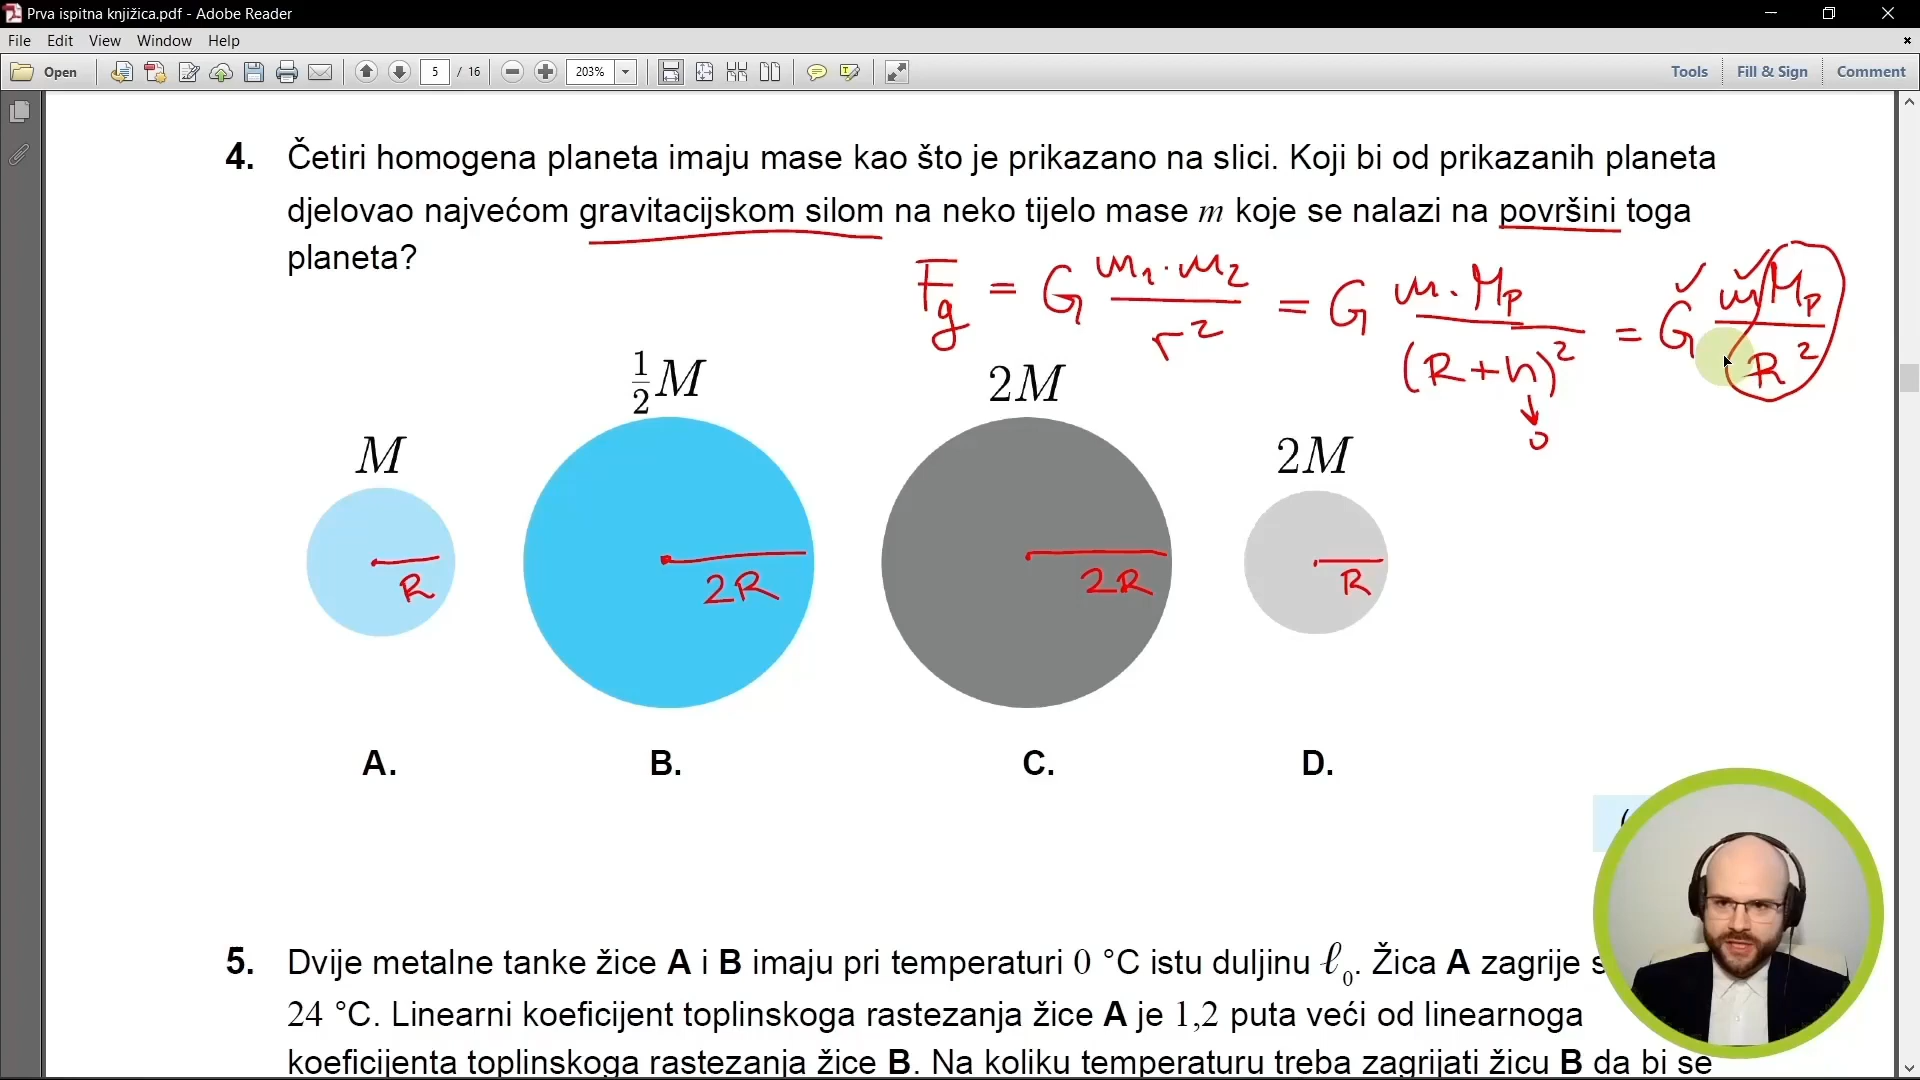 Prva ispitna knjižica.pdf - Adobe Reader
File Edit View Window Help
Open 5 / 16 203% Tools Fill & Sign Comment
4. Četiri homogena planeta imaju mase kao što je prikazano na slici. Koji bi od prikazanih planeta
djelovao najvećom gravitacijskom silom na neko tijelo mase m koje se nalazi na površini toga
planeta?
Fg = G m₁·m₂ / r² = G m·Mp / (R+h)² = G mMp / R²
0
M ½M 2M 2M
R 2R 2R R
A. B. C. D.
5. Dvije metalne tanke žice A i B imaju pri temperaturi 0 °C istu duljinu ℓ₀. Žica A zagrije
24 °C. Linearni koeficijent toplinskoga rastezanja žice A je 1,2 puta veći od linearnoga
koeficijenta toplinskoga rastezanja žice B. Na koliku temperaturu treba zagrijati žicu B da bi se